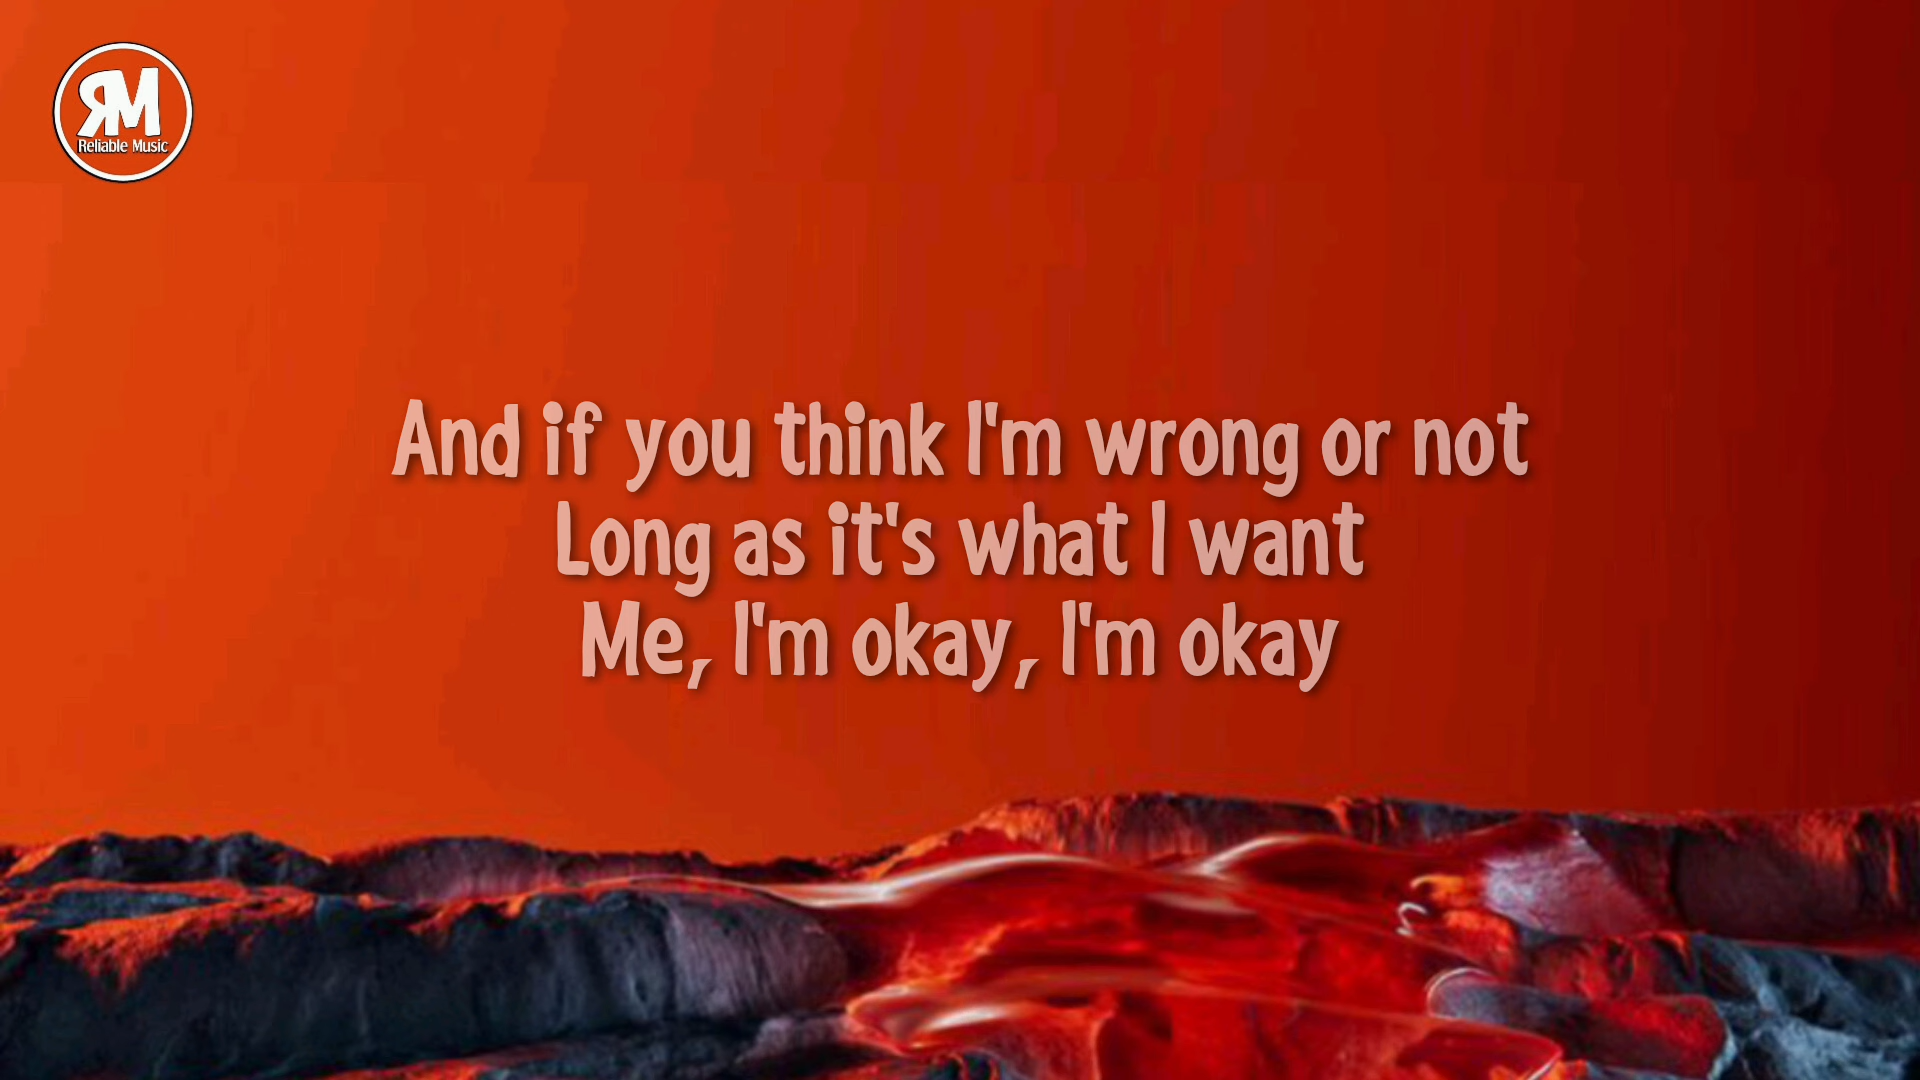 RM
Reliable Music
And if you think I'm wrong or not
Long as it's what I want
Me, I'm okay, I'm okay